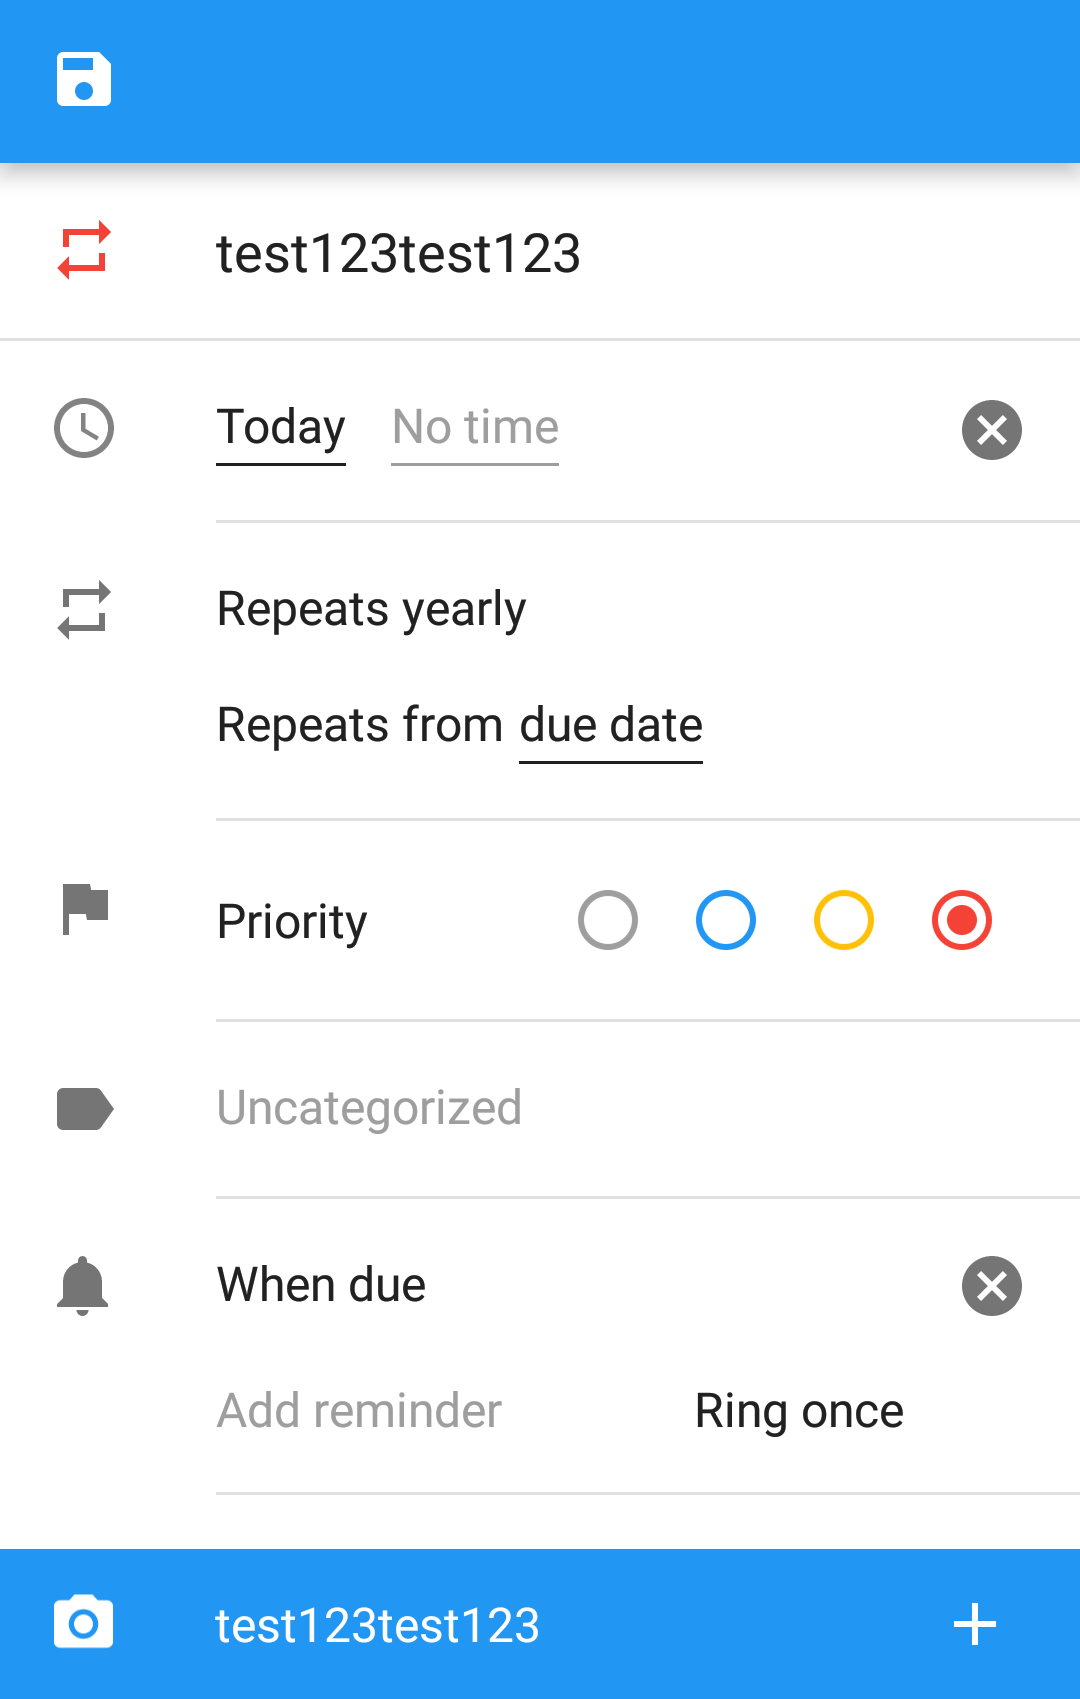 test123test123
Today No time
Repeats yearly
Repeats from due date
Priority
Uncategorized
When due
Add reminder Ring once
test123test123